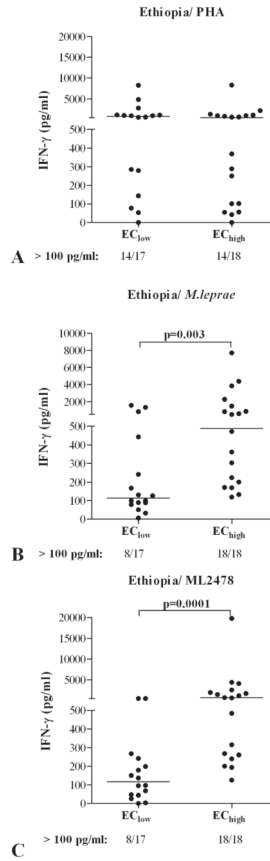 Ethiopia/ PHA
20000
15000
10000
5000
500
400
300
200
100
0
IFN-γ (pg/ml)
EClow
EChigh
A > 100 pg/ml: 14/17 14/18
Ethiopia/ M.leprae
p=0.003
10000
8000
6000
4000
2000
500
400
300
200
100
0
IFN-γ (pg/ml)
EClow
EChigh
B > 100 pg/ml: 8/17 18/18
Ethiopia/ ML2478
p=0.0001
20000
15000
10000
5000
500
400
300
200
100
0
IFN-γ (pg/ml)
EClow
EChigh
C > 100 pg/ml: 8/17 18/18